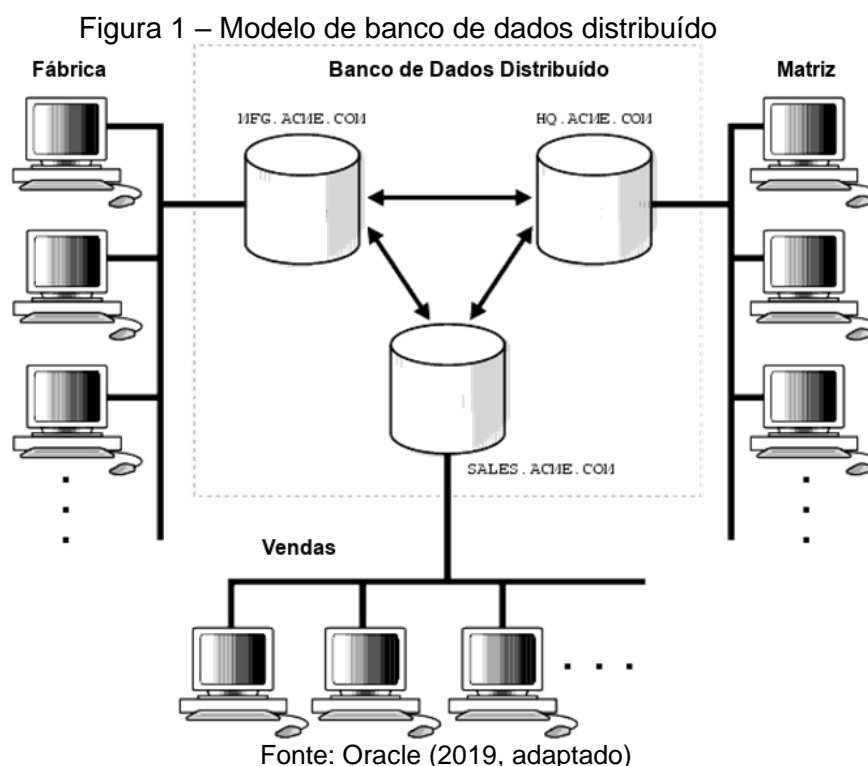 Figura 1 – Modelo de banco de dados distribuído
Fábrica
Banco de Dados Distribuído
Matriz
MFG.ACME.COM
HQ.ACME.COM
SALES.ACME.COM
Vendas
Fonte: Oracle (2019, adaptado)